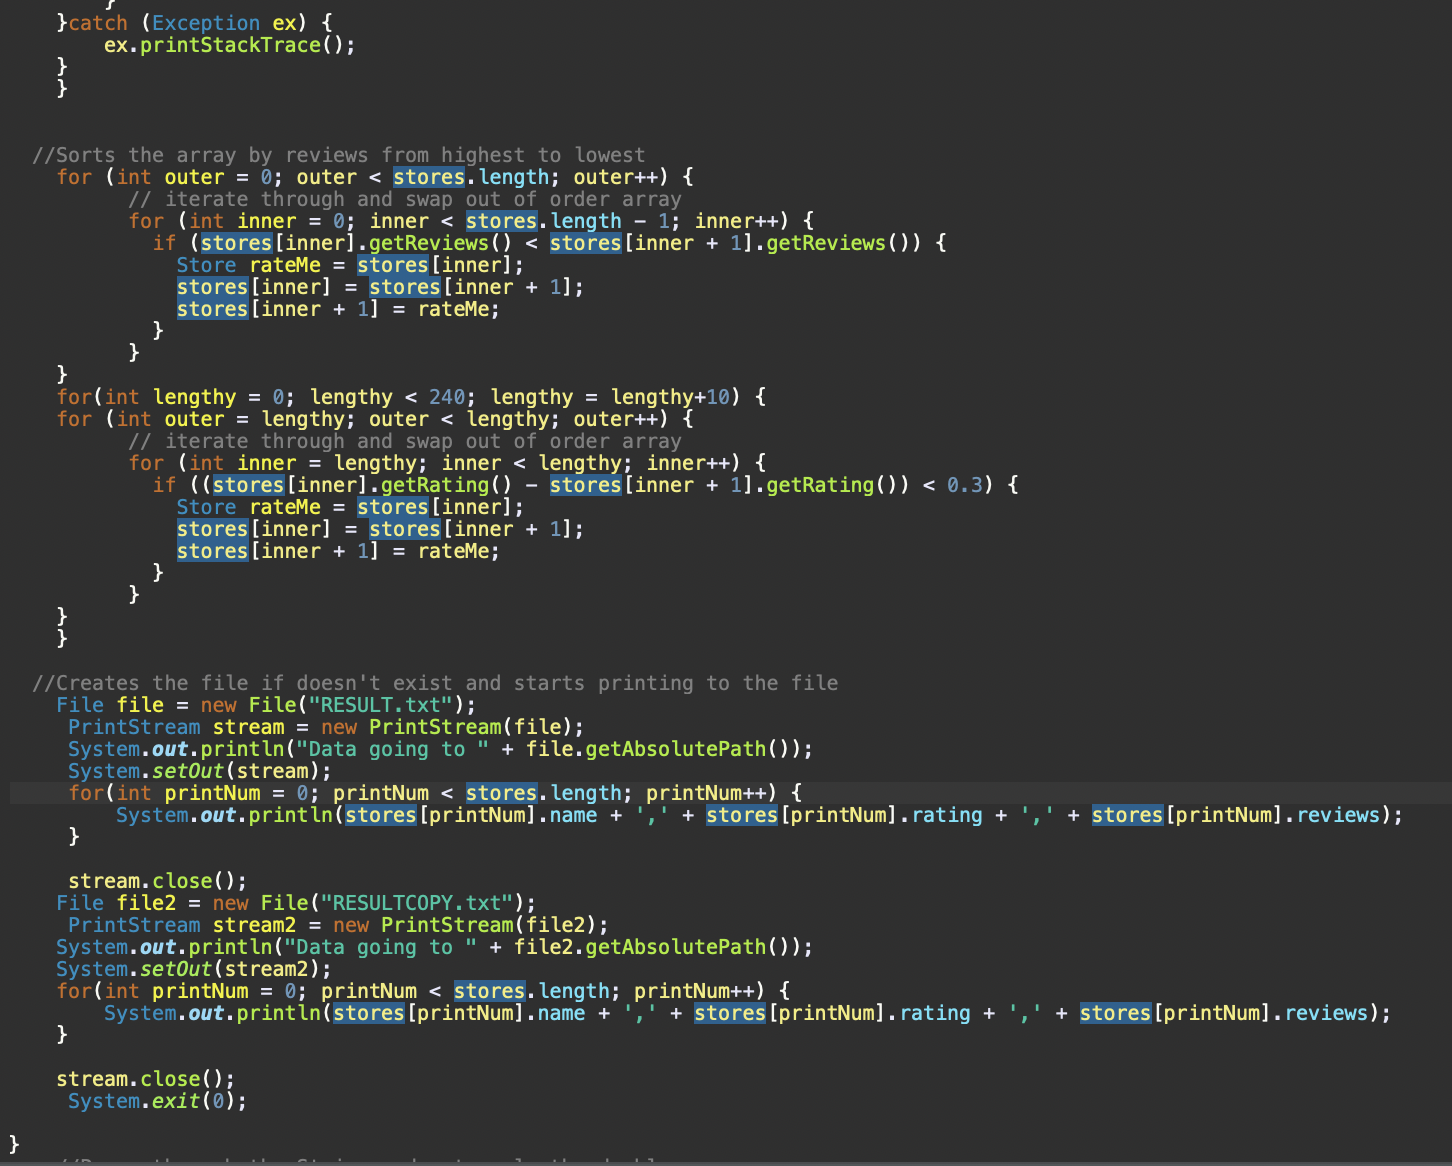 }
}catch (Exception ex) {
ex.printStackTrace();
}
}
//Sorts the array by reviews from highest to lowest
for (int outer = 0; outer < stores.length; outer++) {
// iterate through and swap out of order array
for (int inner = 0; inner < stores.length - 1; inner++) {
if (stores[inner].getReviews() < stores[inner + 1].getReviews()) {
Store rateMe = stores[inner];
stores[inner] = stores[inner + 1];
stores[inner + 1] = rateMe;
}
}
}
for(int lengthy = 0; lengthy < 240; lengthy = lengthy+10) {
for (int outer = lengthy; outer < lengthy; outer++) {
// iterate through and swap out of order array
for (int inner = lengthy; inner < lengthy; inner++) {
if ((stores[inner].getRating() - stores[inner + 1].getRating()) < 0.3) {
Store rateMe = stores[inner];
stores[inner] = stores[inner + 1];
stores[inner + 1] = rateMe;
}
}
}
}
//Creates the file if doesn't exist and starts printing to the file
File file = new File("RESULT.txt");
PrintStream stream = new PrintStream(file);
System.out.println("Data going to " + file.getAbsolutePath());
System.setOut(stream);
for(int printNum = 0; printNum < stores.length; printNum++) {
System.out.println(stores[printNum].name + ',' + stores[printNum].rating + ',' + stores[printNum].reviews);
}
stream.close();
File file2 = new File("RESULTCOPY.txt");
PrintStream stream2 = new PrintStream(file2);
System.out.println("Data going to " + file2.getAbsolutePath());
System.setOut(stream2);
for(int printNum = 0; printNum < stores.length; printNum++) {
System.out.println(stores[printNum].name + ',' + stores[printNum].rating + ',' + stores[printNum].reviews);
}
stream.close();
System.exit(0);
}